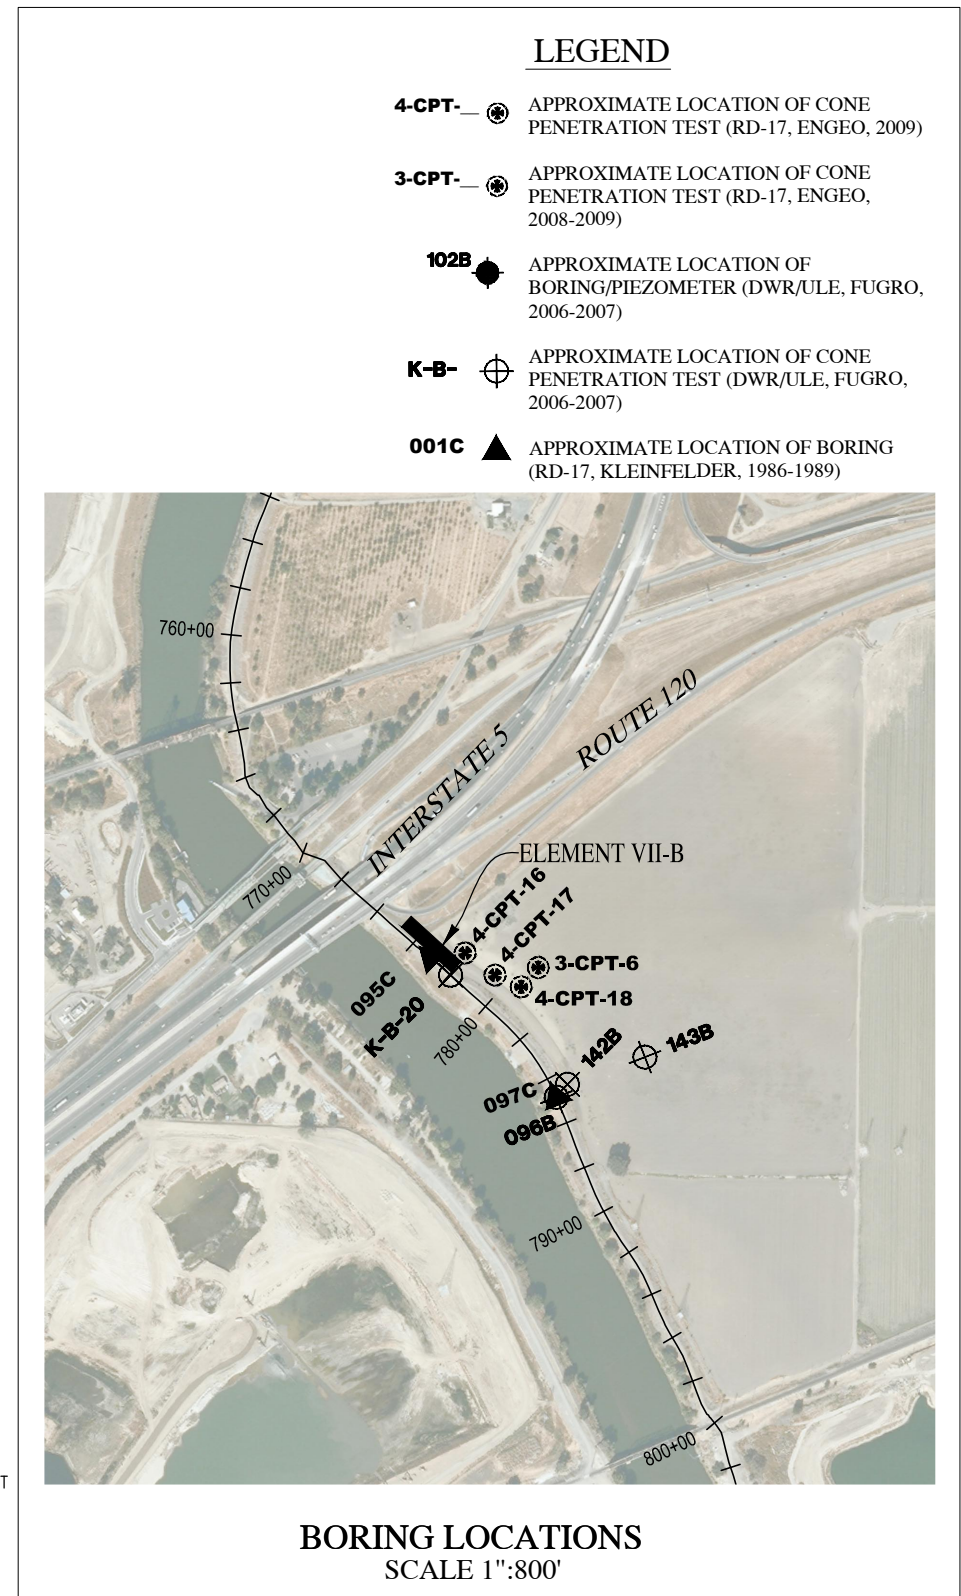 LEGEND
4-CPT-__
APPROXIMATE LOCATION OF CONE
PENETRATION TEST (RD-17, ENGEO, 2009)
3-CPT-__
APPROXIMATE LOCATION OF CONE
PENETRATION TEST (RD-17, ENGEO,
2008-2009)
102B
APPROXIMATE LOCATION OF
BORING/PIEZOMETER (DWR/ULE, FUGRO,
2006-2007)
K-B-
APPROXIMATE LOCATION OF CONE
PENETRATION TEST (DWR/ULE, FUGRO,
2006-2007)
001C
APPROXIMATE LOCATION OF BORING
(RD-17, KLEINFELDER, 1986-1989)
760+00
INTERSTATE 5
ROUTE 120
770+00
ELEMENT VII-B
4-CPT-16
4-CPT-17
3-CPT-6
4-CPT-18
095C
K-B-20
780+00
142B
143B
097C
096B
790+00
800+00
T
BORING LOCATIONS
SCALE 1":800'